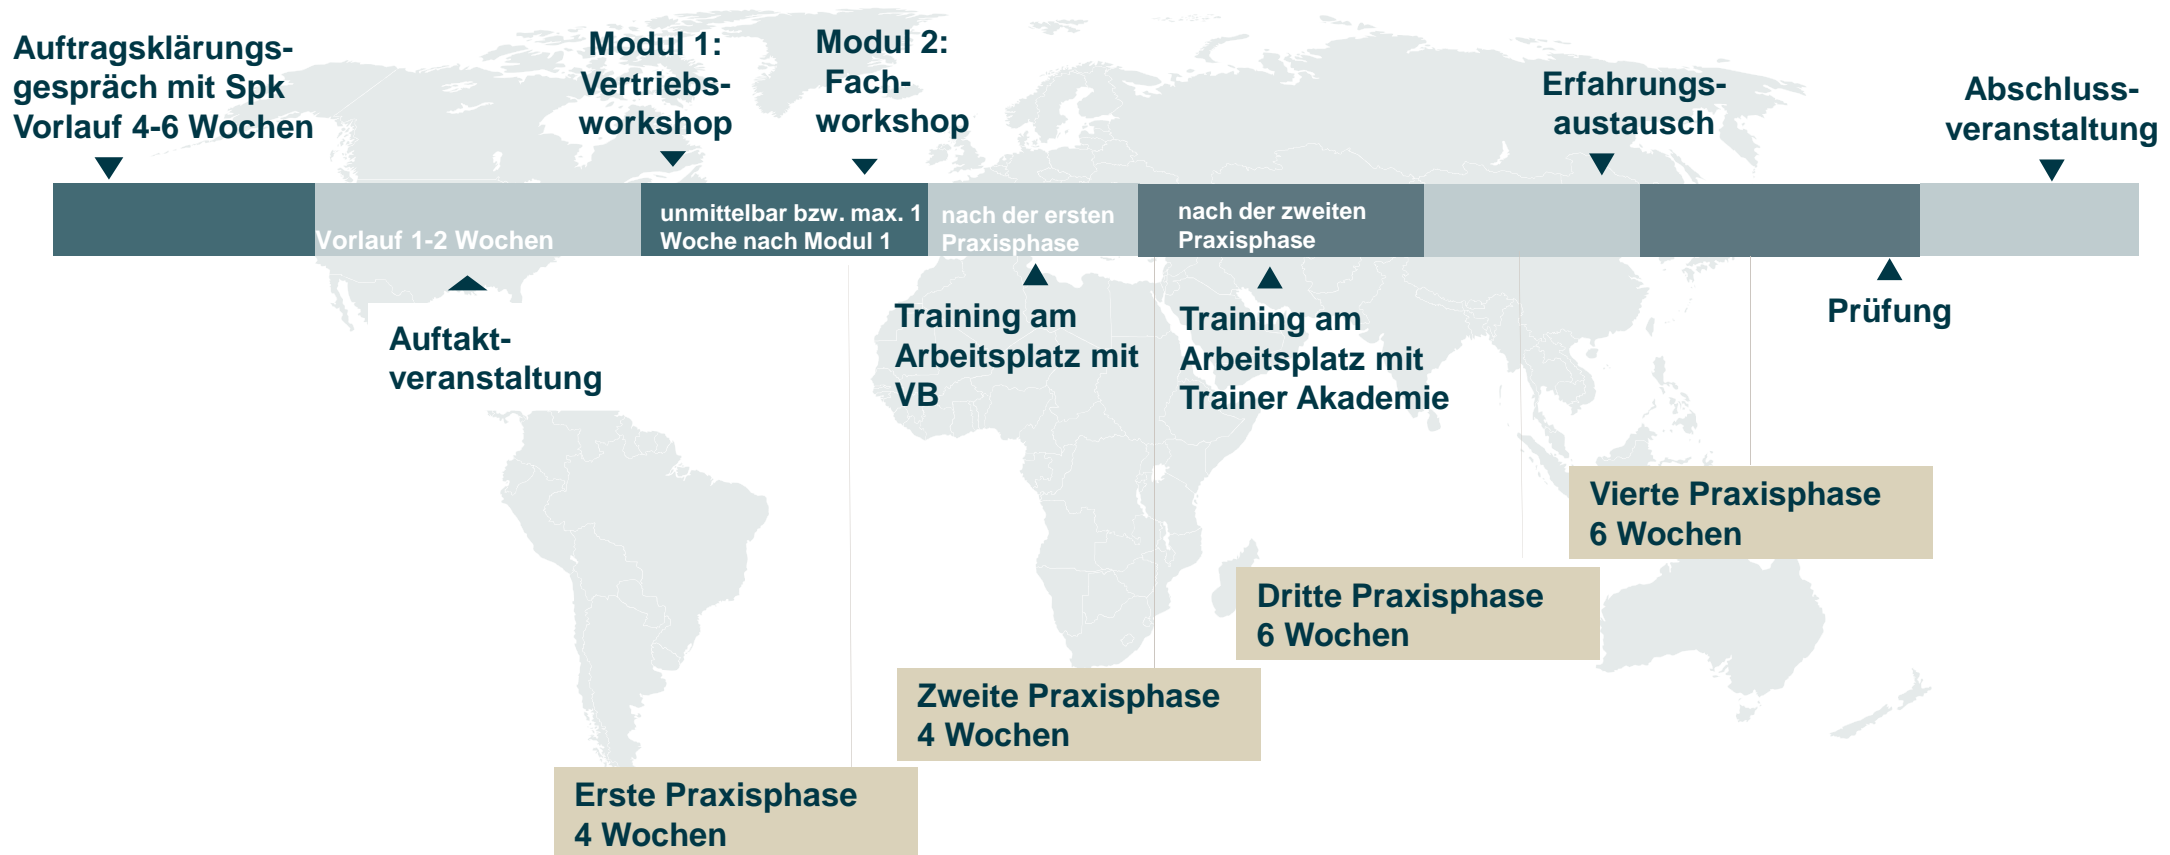 Auftragsklärungs-
gespräch mit Spk
Vorlauf 4-6 Wochen
Modul 1:
Vertriebs-
workshop
Modul 2:
Fach-
workshop
Erfahrungs-
austausch
Abschluss-
veranstaltung
Vorlauf 1-2 Wochen
unmittelbar bzw. max. 1
Woche nach Modul 1
nach der ersten
Praxisphase
nach der zweiten
Praxisphase
Auftakt-
veranstaltung
Training am
Arbeitsplatz mit
VB
Training am
Arbeitsplatz mit
Trainer Akademie
Prüfung
Vierte Praxisphase
6 Wochen
Dritte Praxisphase
6 Wochen
Zweite Praxisphase
4 Wochen
Erste Praxisphase
4 Wochen